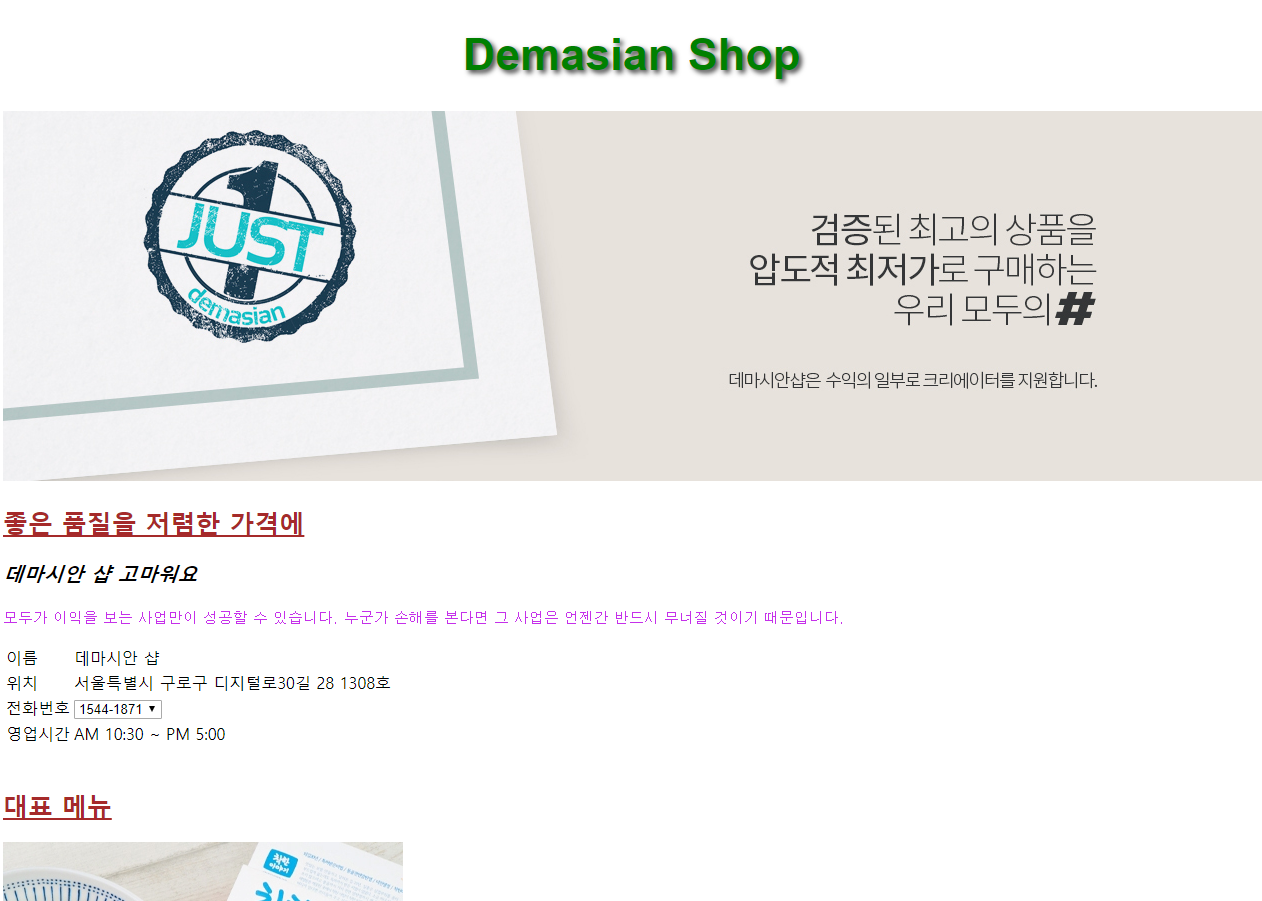 Demasian Shop
1
JUST
demasian
검증된 최고의 상품을
압도적 최저가로 구매하는
우리 모두의 #
데마시안샵은 수익의 일부로 크리에이터를 지원합니다.
좋은 품질을 저렴한 가격에
데마시안 샵 고마워요
모두가 이익을 보는 사업만이 성공할 수 있습니다. 누군가 손해를 본다면 그 사업은 언젠간 반드시 무너질 것이기 때문입니다.
이름 데마시안 샵
위치 서울특별시 구로구 디지털로30길 28 1308호
전화번호 1544-1871
영업시간 AM 10:30 ~ PM 5:00
대표 메뉴
착한
이야기